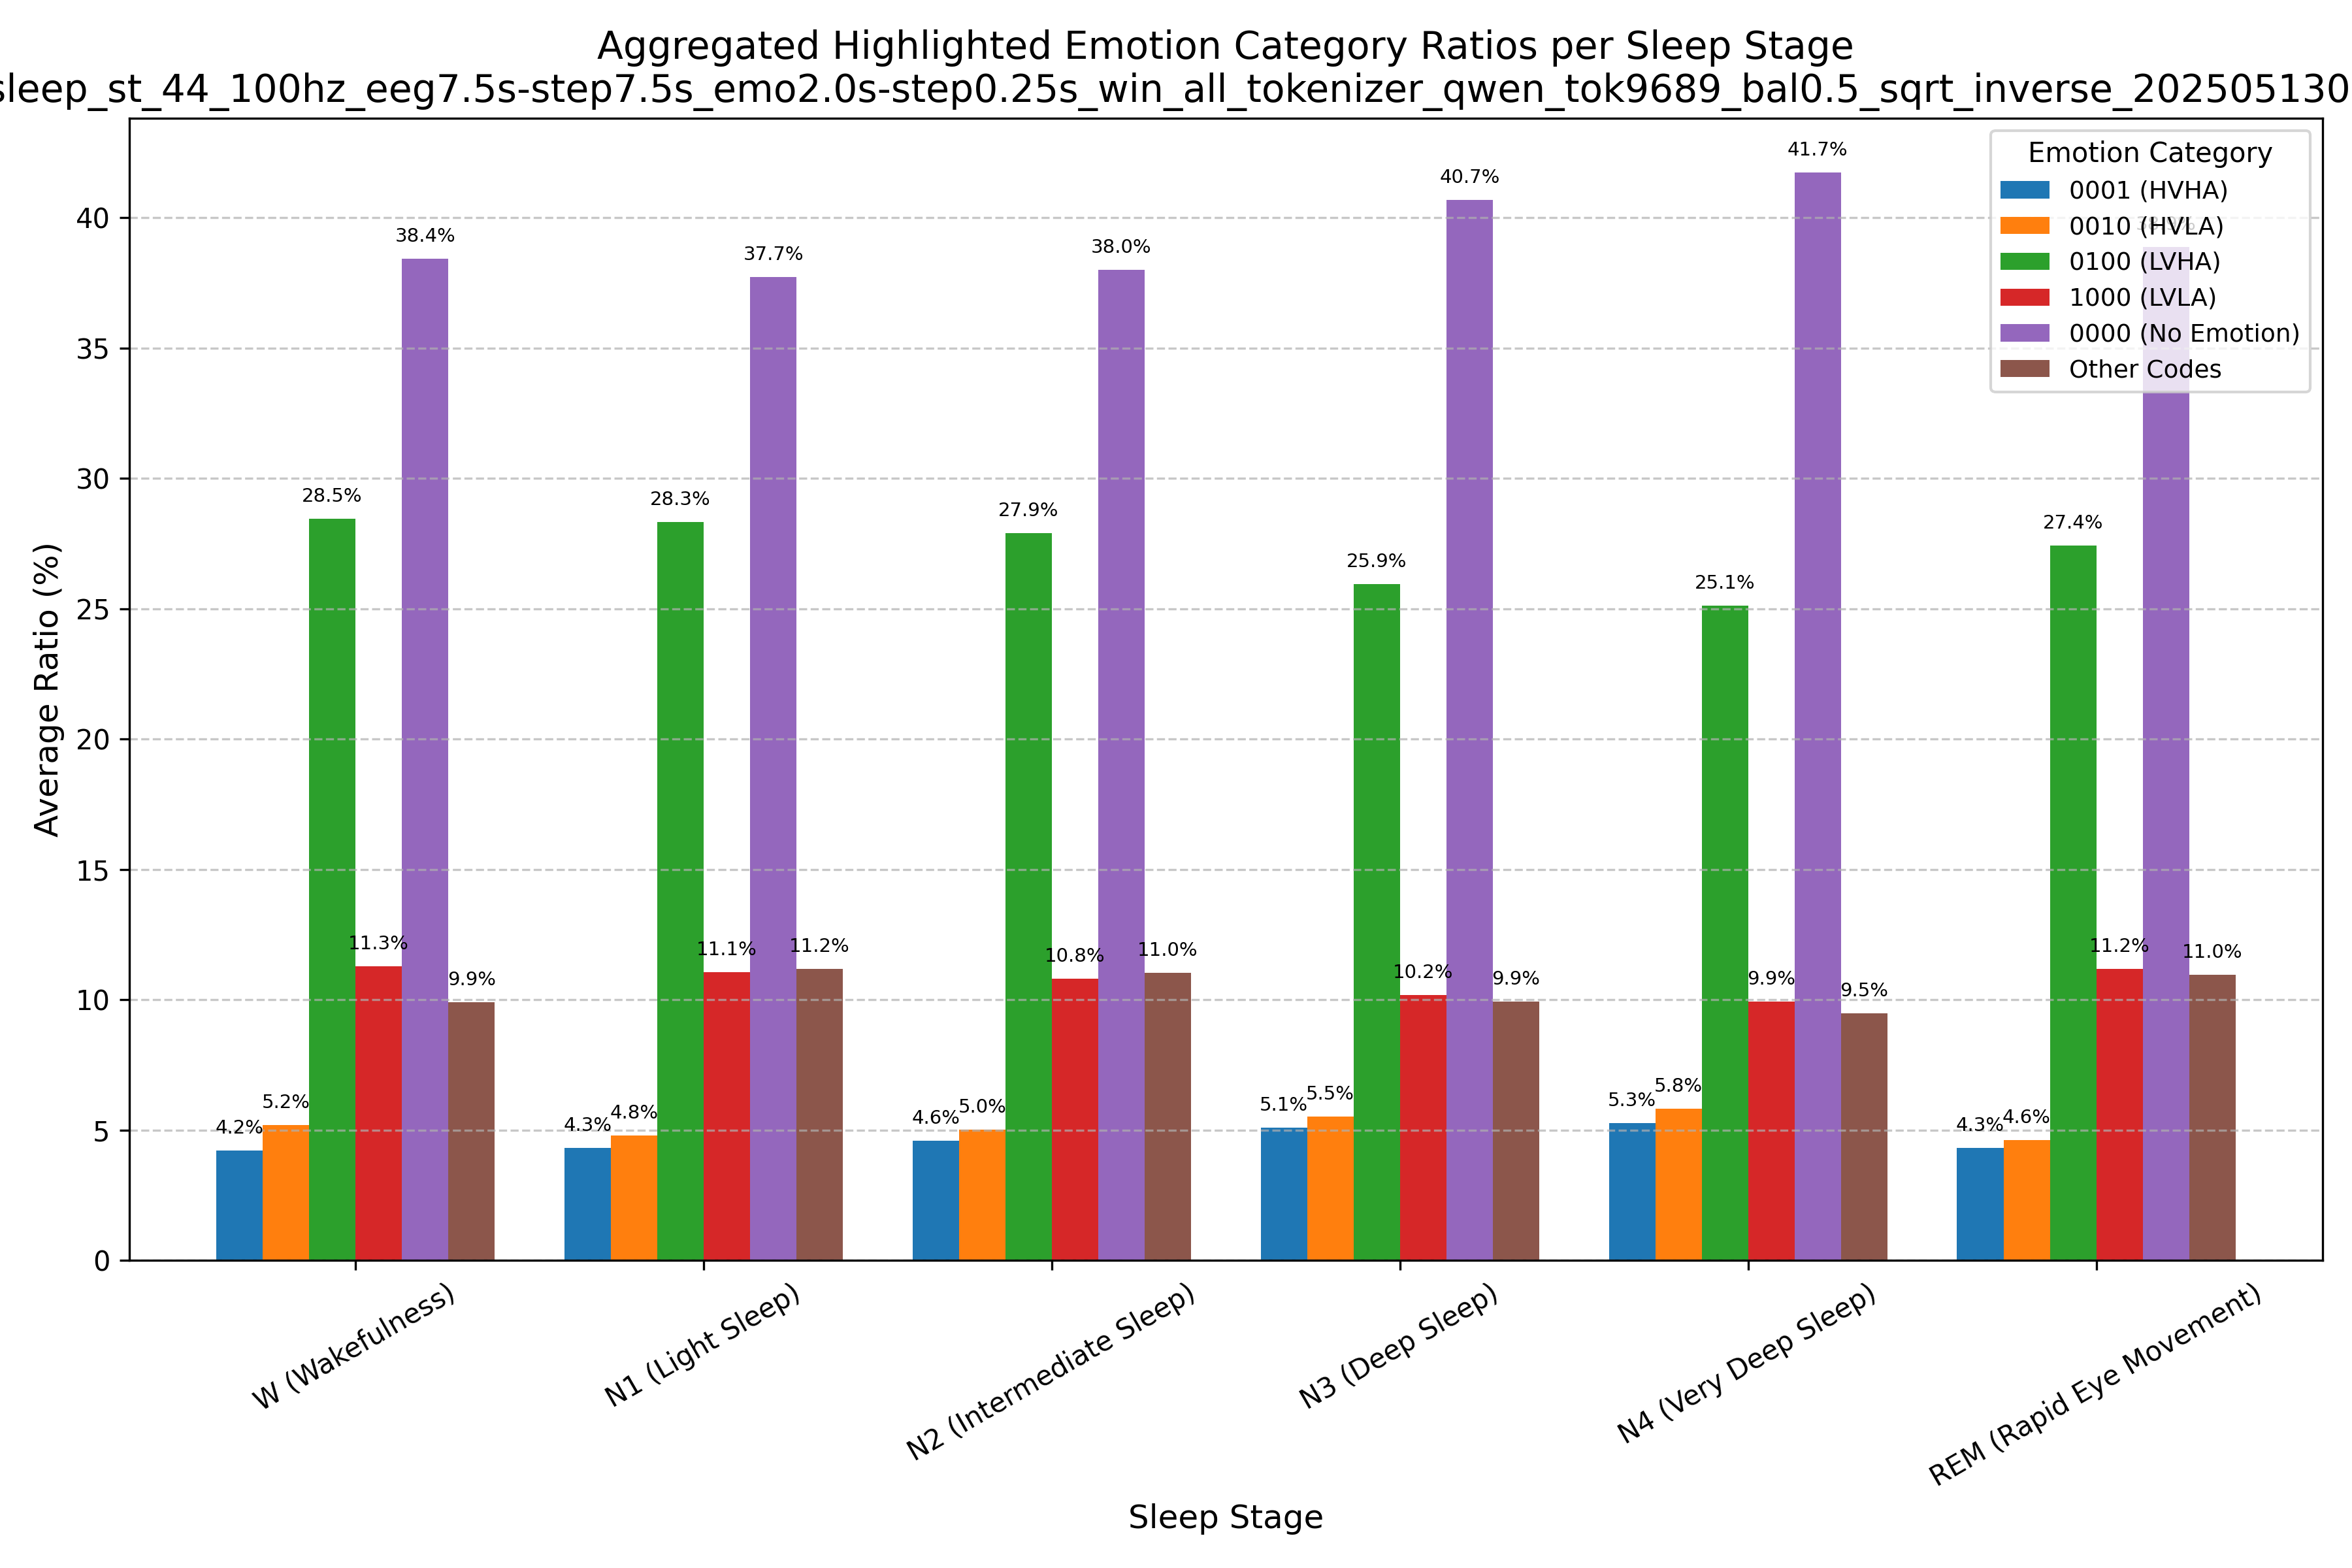 Aggregated Highlighted Emotion Category Ratios per Sleep Stage
sleep_st_44_100hz_eeg7.5s-step7.5s_emo2.0s-step0.25s_win_all_tokenizer_qwen_tok9689_bal0.5_sqrt_inverse_202505130
Emotion Category
0001 (HVHA)
0010 (HVLA)
0100 (LVHA)
1000 (LVLA)
0000 (No Emotion)
Other Codes
Average Ratio (%)
40
35
30
25
20
15
10
5
0
4.2%
5.2%
28.5%
11.3%
38.4%
9.9%
4.3%
4.8%
28.3%
11.1%
37.7%
11.2%
4.6%
5.0%
27.9%
10.8%
38.0%
11.0%
5.1%
5.5%
25.9%
10.2%
40.7%
9.9%
5.3%
5.8%
25.1%
9.9%
41.7%
9.5%
4.3%
4.6%
27.4%
11.2%
11.0%
W (Wakefulness)
N1 (Light Sleep)
N2 (Intermediate Sleep)
N3 (Deep Sleep)
N4 (Very Deep Sleep)
REM (Rapid Eye Movement)
Sleep Stage